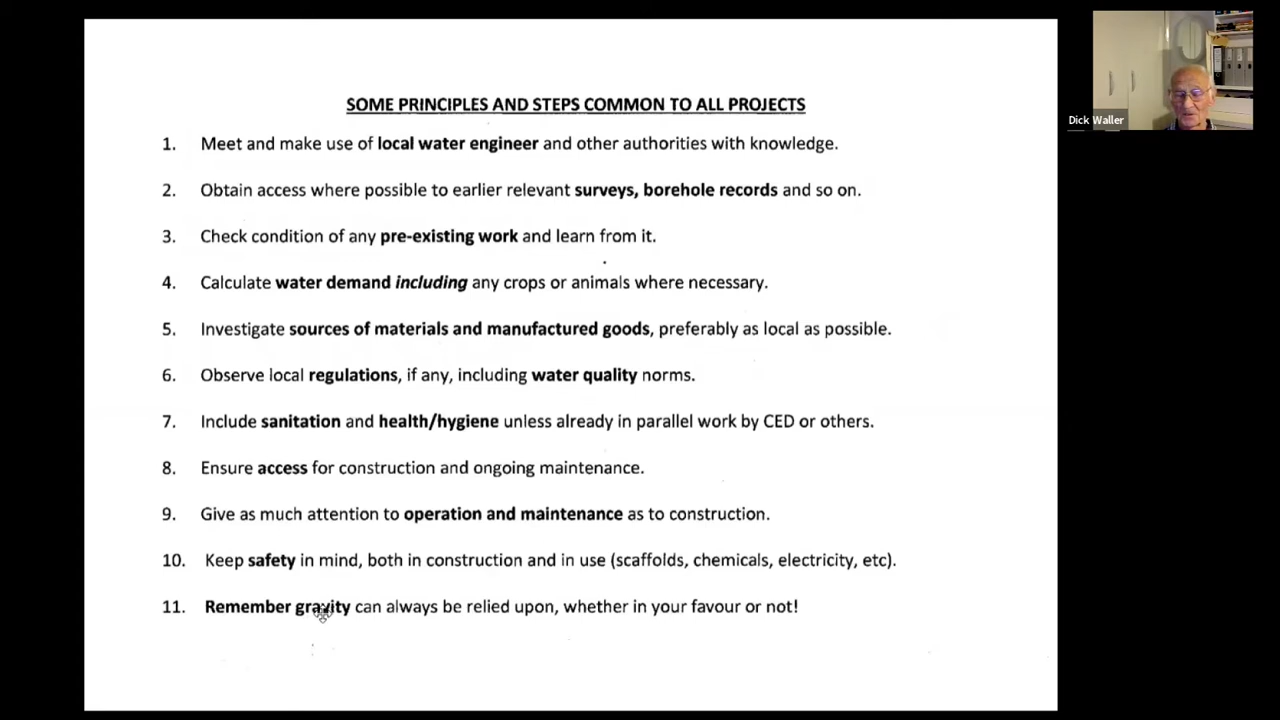 SOME PRINCIPLES AND STEPS COMMON TO ALL PROJECTS
1. Meet and make use of local water engineer and other authorities with knowledge.
2. Obtain access where possible to earlier relevant surveys, borehole records and so on.
3. Check condition of any pre-existing work and learn from it.
4. Calculate water demand including any crops or animals where necessary.
5. Investigate sources of materials and manufactured goods, preferably as local as possible.
6. Observe local regulations, if any, including water quality norms.
7. Include sanitation and health/hygiene unless already in parallel work by CED or others.
8. Ensure access for construction and ongoing maintenance.
9. Give as much attention to operation and maintenance as to construction.
10. Keep safety in mind, both in construction and in use (scaffolds, chemicals, electricity, etc).
11. Remember gravity can always be relied upon, whether in your favour or not!
Dick Waller